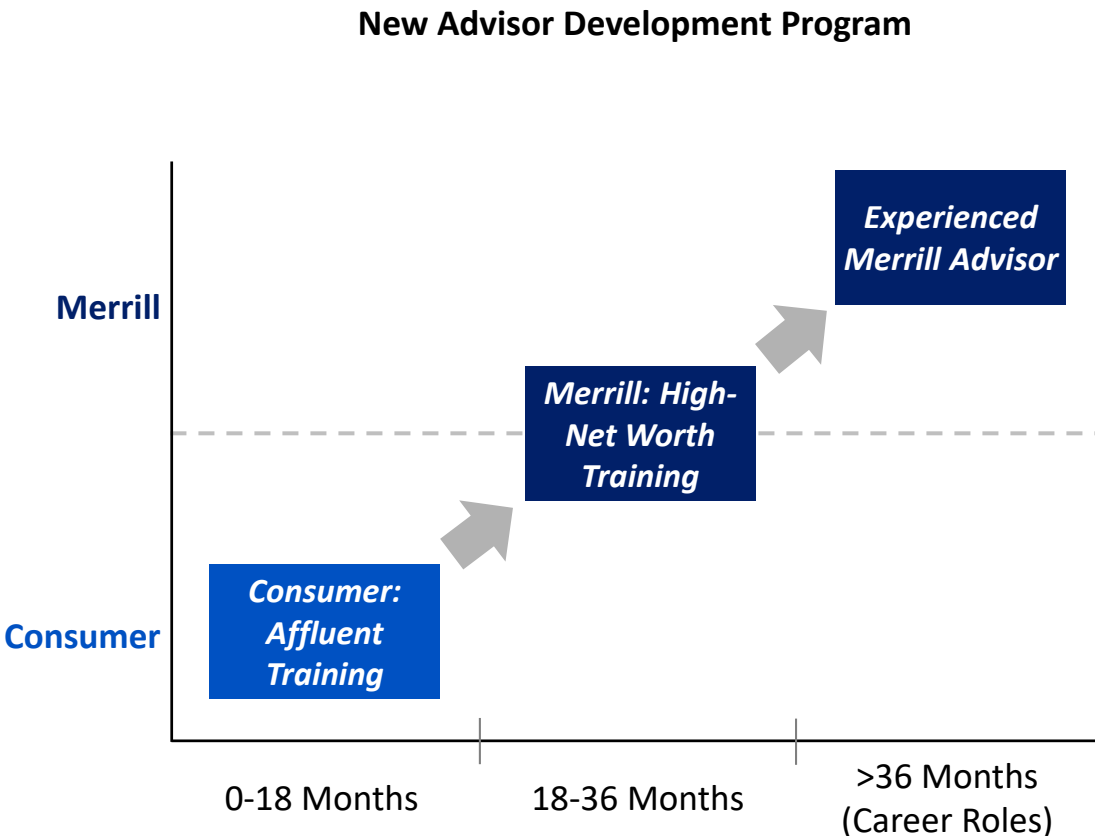 New Advisor Development Program
Experienced
Merrill Advisor
Merrill
Merrill: High-
Net Worth
Training
Consumer:
Affluent
Training
Consumer
0-18 Months
18-36 Months
>36 Months
(Career Roles)